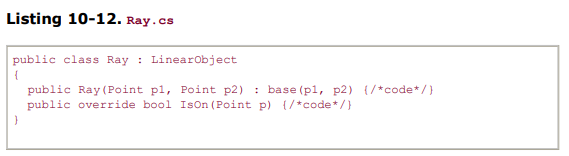 Listing 10-12. Ray.cs
public class Ray : LinearObject
{
public Ray(Point p1, Point p2) : base(p1, p2) {/*code*/}
public override bool IsOn(Point p) {/*code*/}
}